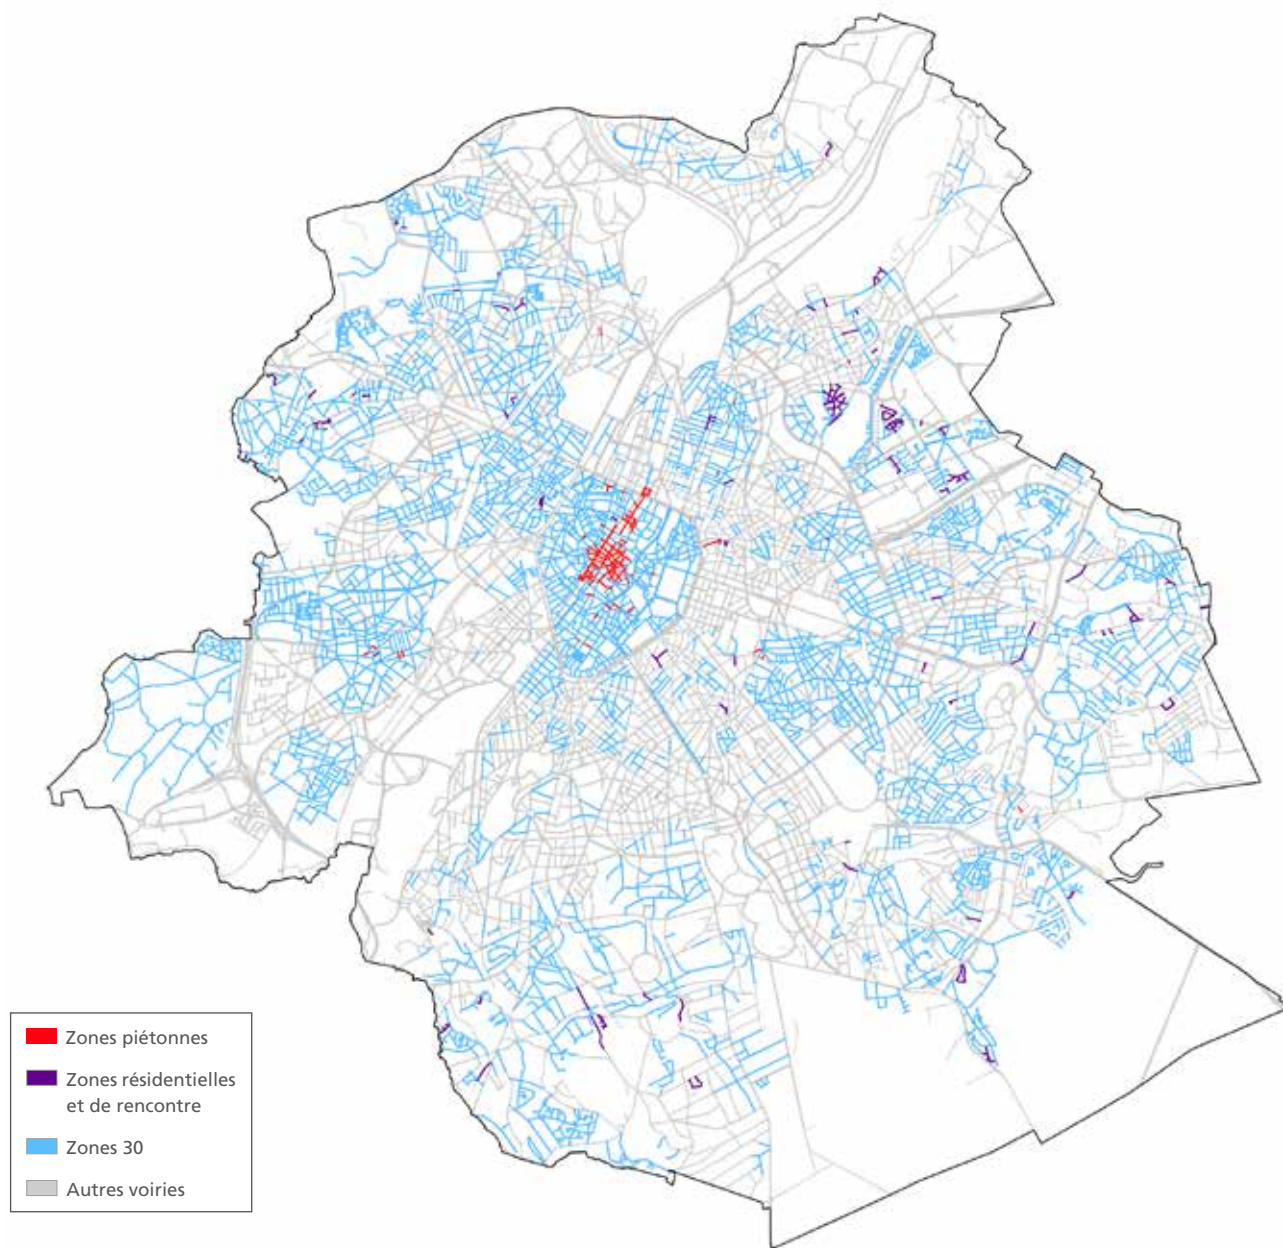 Zones piétonnes
Zones résidentielles
et de rencontre
Zones 30
Autres voiries